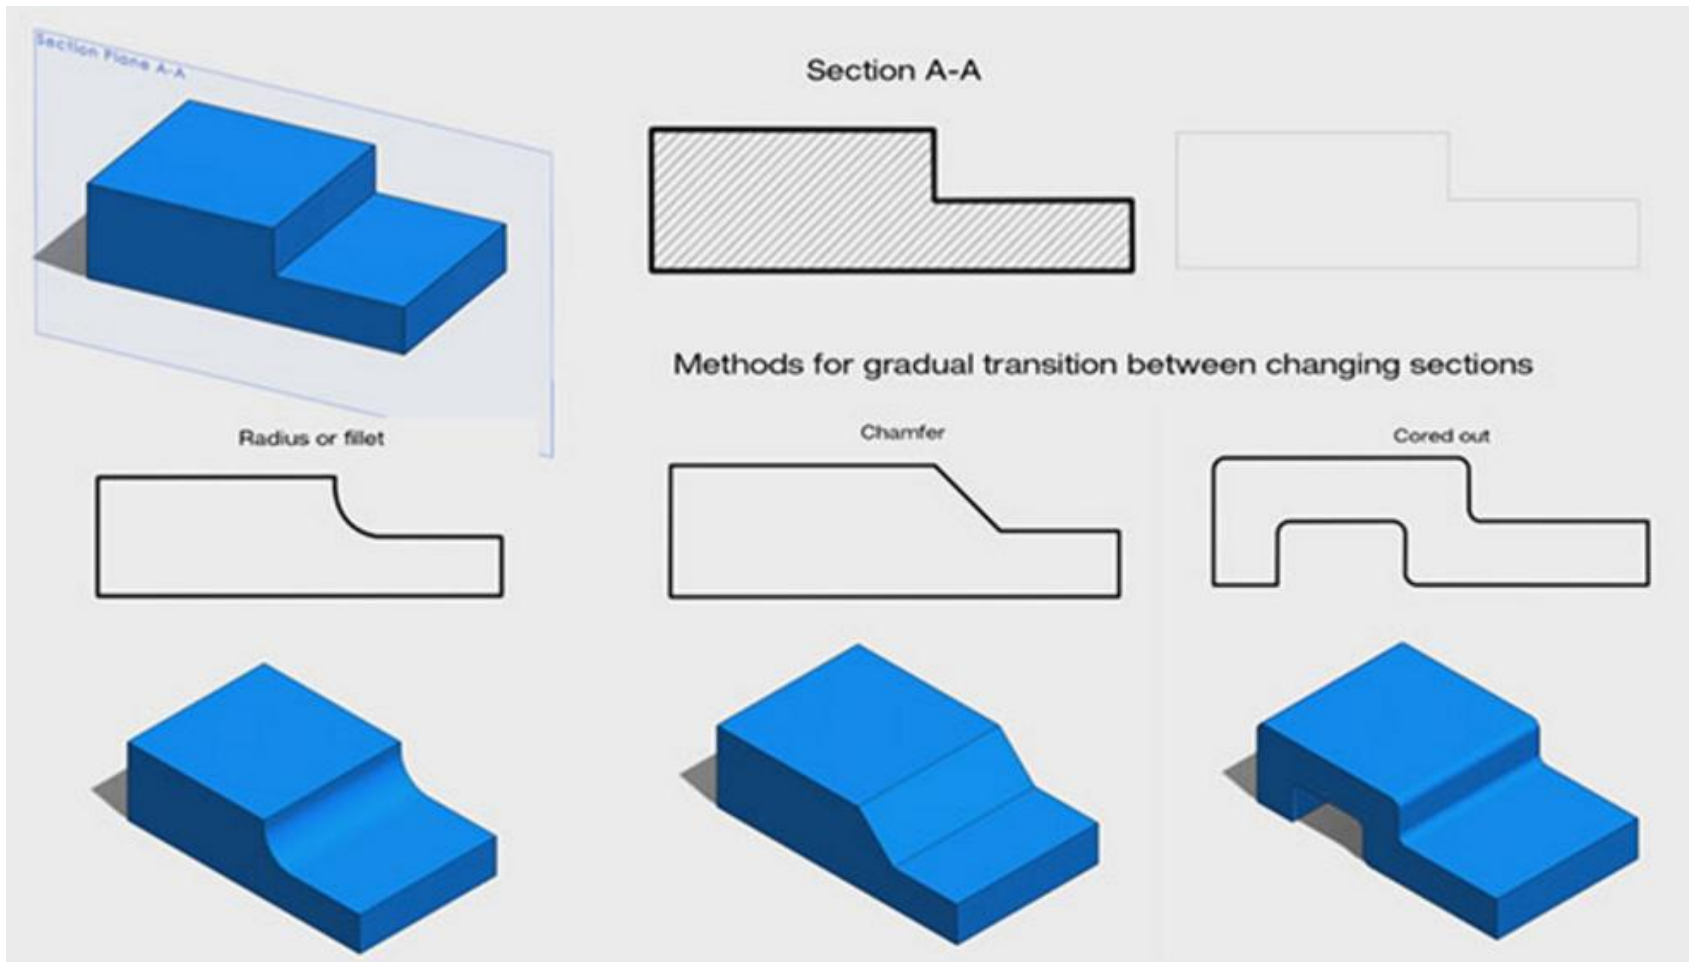 Section Plane A-A
Section A-A
Methods for gradual transition between changing sections
Radius or fillet
Chamfer
Cored out